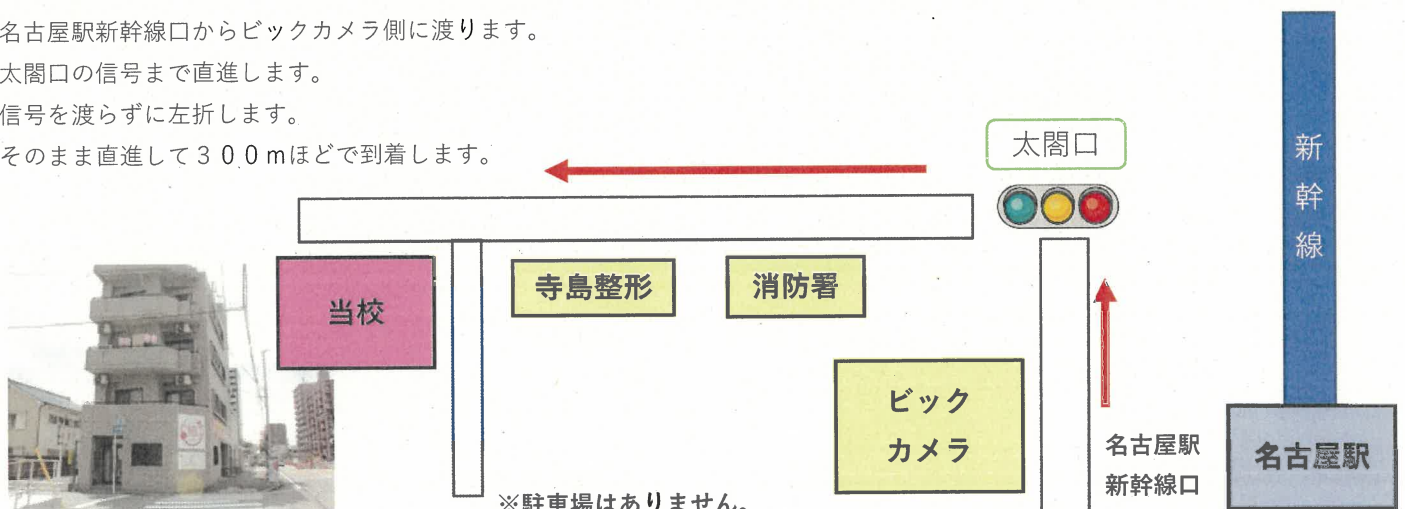 名古屋駅新幹線口からビックカメラ側に渡ります。
太閤口の信号まで直進します。
信号を渡らずに左折します。
そのまま直進して３００ｍほどで到着します。
太閤口
新幹線
当校
寺島整形
消防署
ビック
カメラ
名古屋駅
新幹線口
名古屋駅
※駐車場はありません。